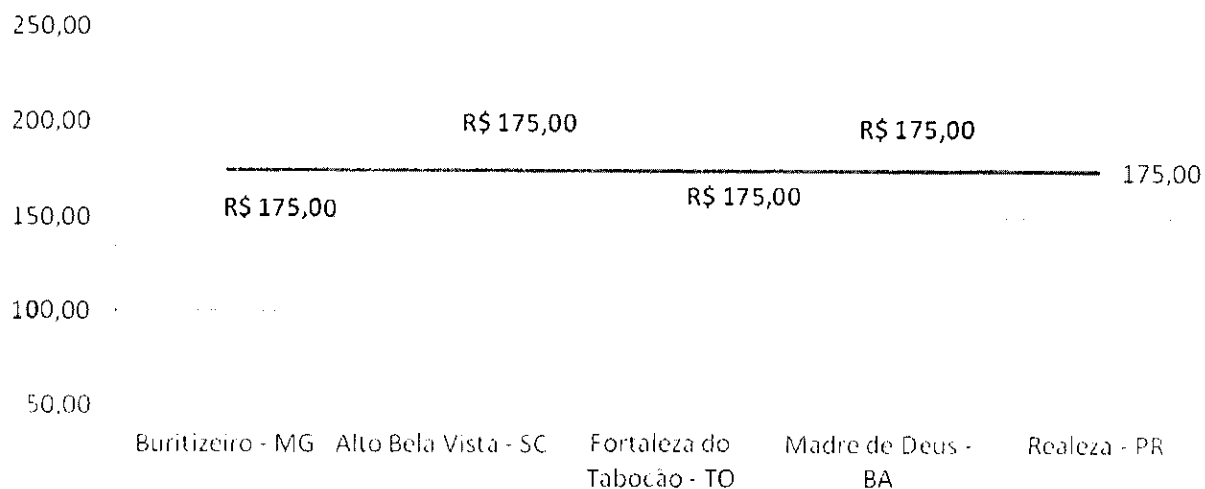 250,00
200,00
R$ 175,00
R$ 175,00
175,00
R$ 175,00
R$ 175,00
150,00
100,00
50,00
Buritizeiro - MG
Alto Bela Vista - SC
Fortaleza do
Tabocão - TO
Madre de Deus -
BA
Realeza - PR